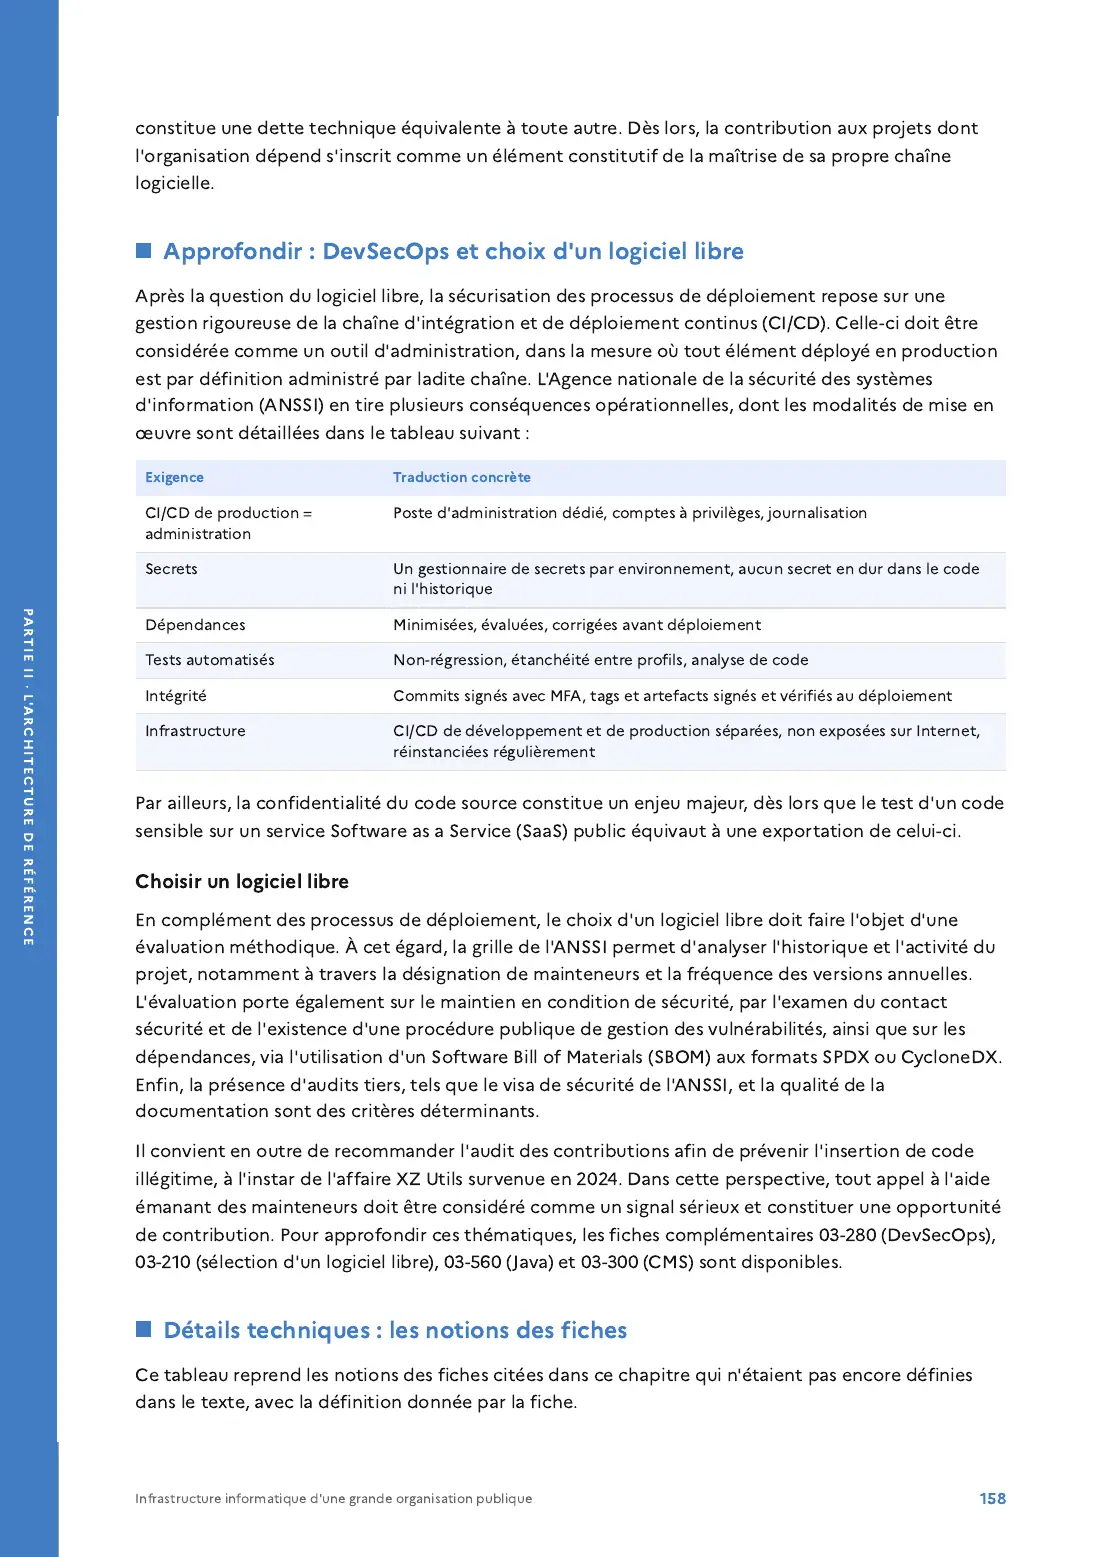 constitue une dette technique équivalente à toute autre. Dès lors, la contribution aux projets dont
l'organisation dépend s'inscrit comme un élément constitutif de la maîtrise de sa propre chaîne
logicielle.
Approfondir : DevSecOps et choix d'un logiciel libre
Après la question du logiciel libre, la sécurisation des processus de déploiement repose sur une
gestion rigoureuse de la chaîne d'intégration et de déploiement continus (CI/CD). Celle-ci doit être
considérée comme un outil d'administration, dans la mesure où tout élément déployé en production
est par définition administré par ladite chaîne. L'Agence nationale de la sécurité des systèmes
d'information (ANSSI) en tire plusieurs conséquences opérationnelles, dont les modalités de mise en
œuvre sont détaillées dans le tableau suivant :
Exigence Traduction concrète
CI/CD de production = Poste d'administration dédié, comptes à privilèges, journalisation
administration
Secrets Un gestionnaire de secrets par environnement, aucun secret en dur dans le code
ni l'historique
Dépendances Minimisées, évaluées, corrigées avant déploiement
Tests automatisés Non-régression, étanchéité entre profils, analyse de code
Intégrité Commits signés avec MFA, tags et artefacts signés et vérifiés au déploiement
Infrastructure CI/CD de développement et de production séparées, non exposées sur Internet,
réinstanciées régulièrement
Par ailleurs, la confidentialité du code source constitue un enjeu majeur, dès lors que le test d'un code
sensible sur un service Software as a Service (SaaS) public équivaut à une exportation de celui-ci.
Choisir un logiciel libre
En complément des processus de déploiement, le choix d'un logiciel libre doit faire l'objet d'une
évaluation méthodique. À cet égard, la grille de l'ANSSI permet d'analyser l'historique et l'activité du
projet, notamment à travers la désignation de mainteneurs et la fréquence des versions annuelles.
L'évaluation porte également sur le maintien en condition de sécurité, par l'examen du contact
sécurité et de l'existence d'une procédure publique de gestion des vulnérabilités, ainsi que sur les
dépendances, via l'utilisation d'un Software Bill of Materials (SBOM) aux formats SPDX ou CycloneDX.
Enfin, la présence d'audits tiers, tels que le visa de sécurité de l'ANSSI, et la qualité de la
documentation sont des critères déterminants.
Il convient en outre de recommander l'audit des contributions afin de prévenir l'insertion de code
illégitime, à l'instar de l'affaire XZ Utils survenue en 2024. Dans cette perspective, tout appel à l'aide
émanant des mainteneurs doit être considéré comme un signal sérieux et constituer une opportunité
de contribution. Pour approfondir ces thématiques, les fiches complémentaires 03-280 (DevSecOps),
03-210 (sélection d'un logiciel libre), 03-560 (Java) et 03-300 (CMS) sont disponibles.
Détails techniques : les notions des fiches
Ce tableau reprend les notions des fiches citées dans ce chapitre qui n'étaient pas encore définies
dans le texte, avec la définition donnée par la fiche.
Infrastructure informatique d'une grande organisation publique 158
PARTIE II · L'ARCHITECTURE DE RÉFÉRENCE